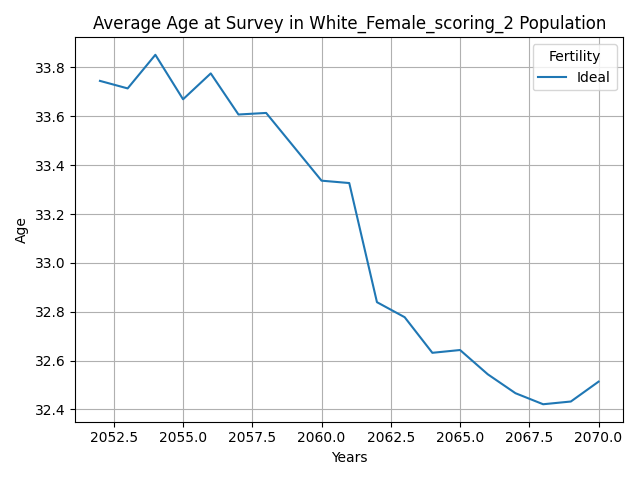 Average Age at Survey in White_Female_scoring_2 Population
Fertility
Ideal
Age
33.8
33.6
33.4
33.2
33.0
32.8
32.6
32.4
2052.5 2055.0 2057.5 2060.0 2062.5 2065.0 2067.5 2070.0
Years